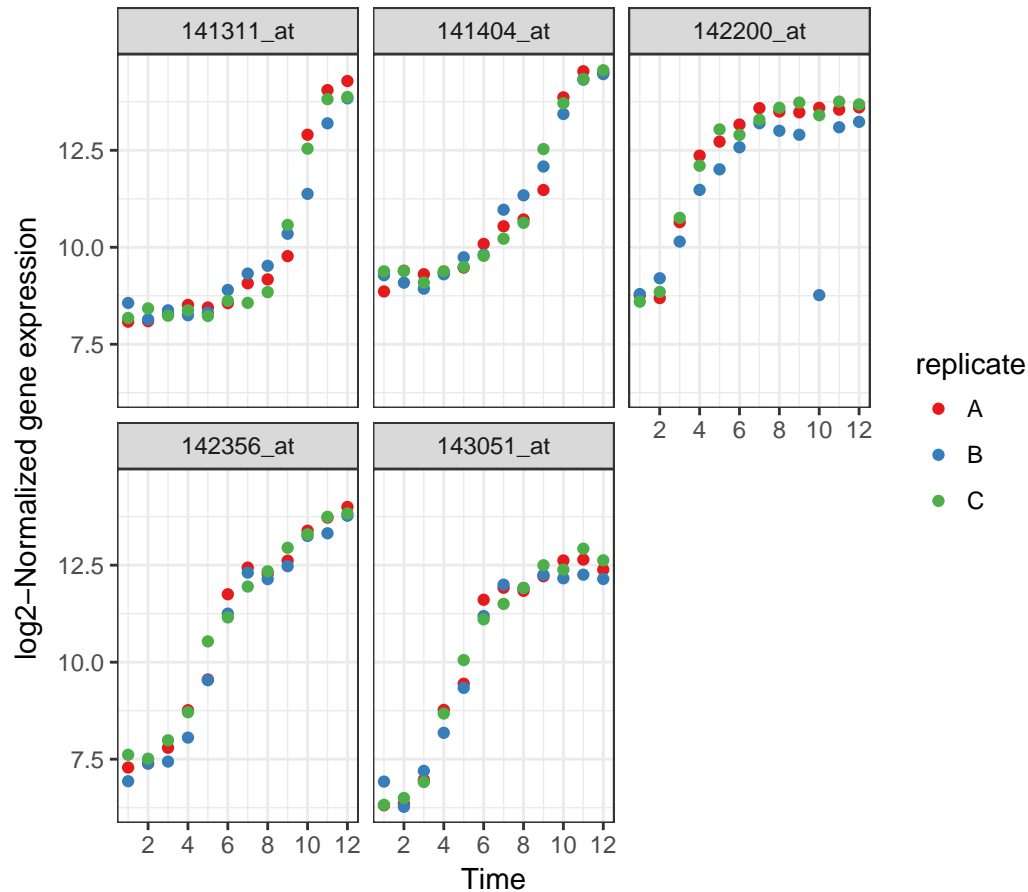 141311_at
141404_at
142200_at
12.5
10.0
7.5
2 4 6 8 10 12
142356_at
143051_at
12.5
10.0
7.5
2 4 6 8 10 12
2 4 6 8 10 12
Time
log2−Normalized gene expression
replicate
A
B
C